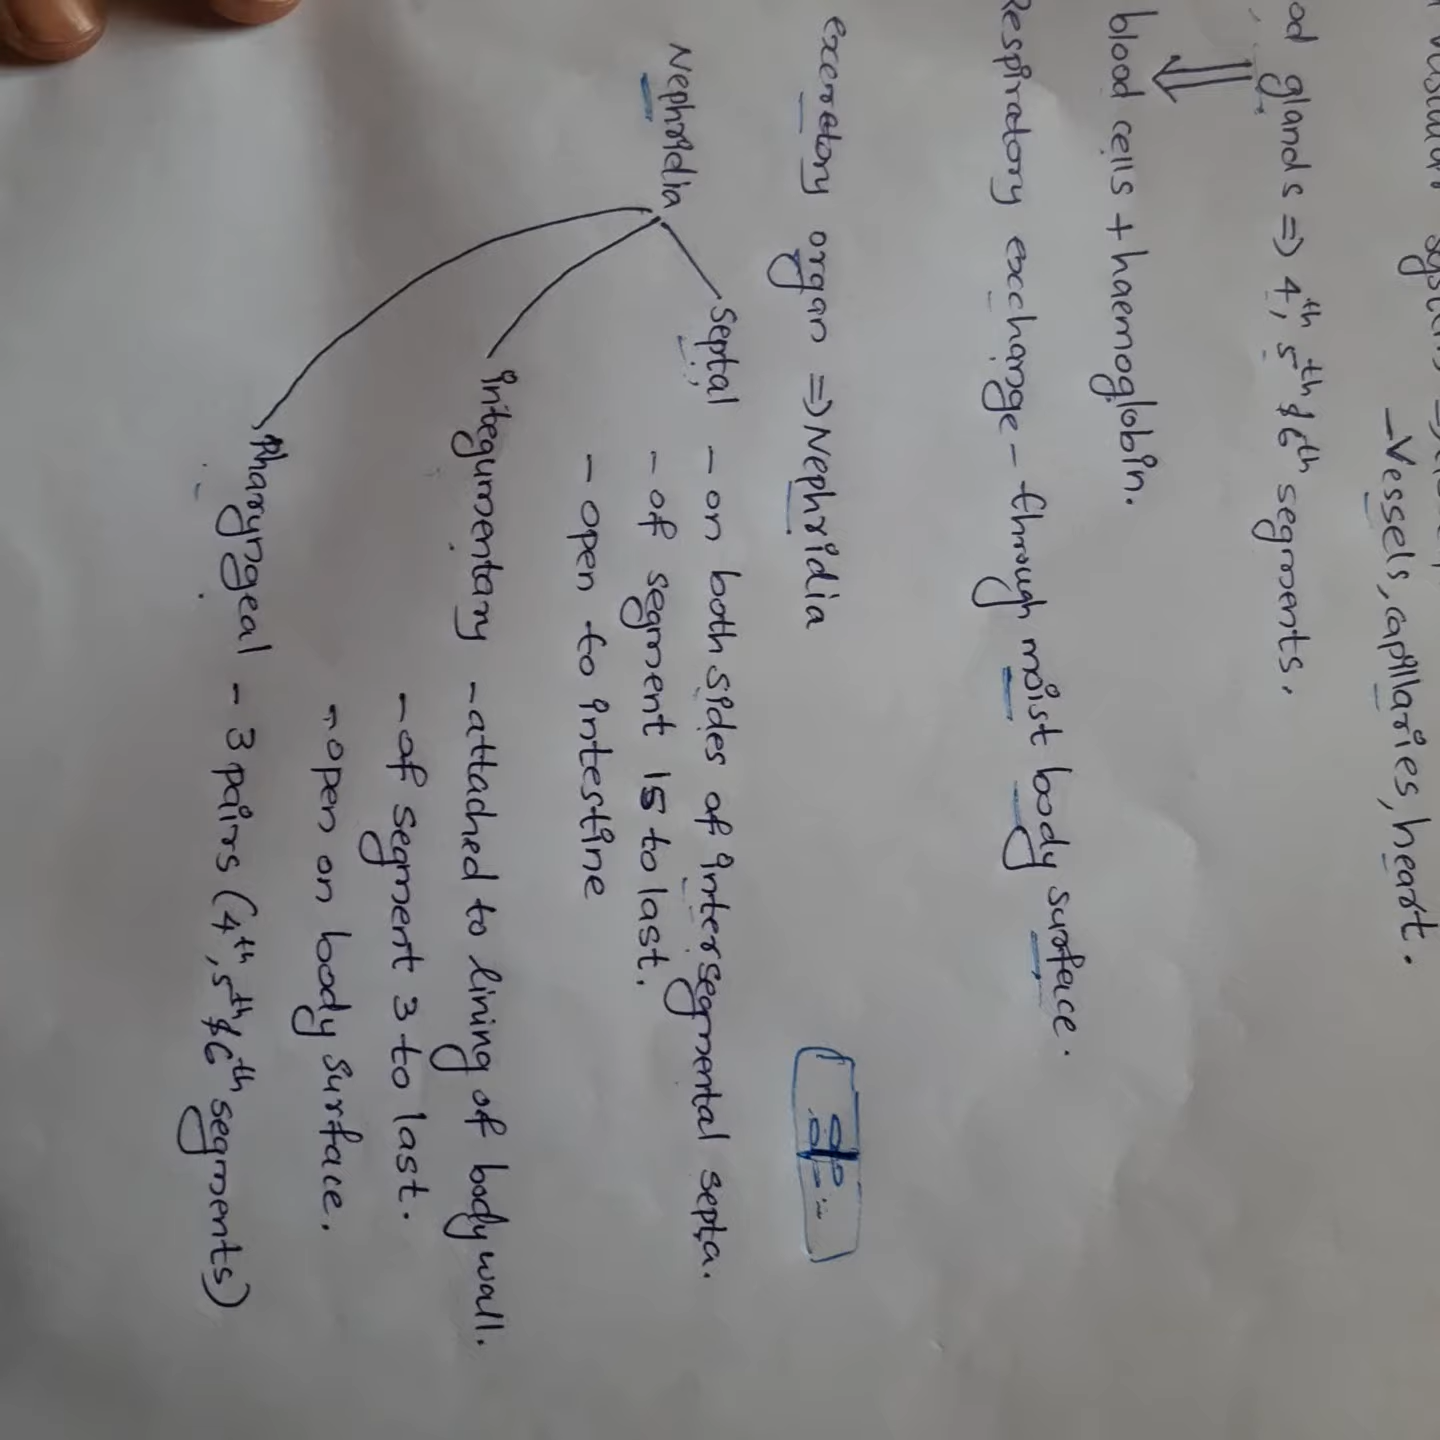 system
- Vessels, capillaries, heart.
glands ⇒ 4th, 5th & 6th segments.
blood cells + haemoglobin.
Respiratory exchange - through moist body surface.
excretory organ ⇒ Nephridia
Nephridia
Septal - on both sides of intersegmental septa.
- of segment 15 to last.
- open to intestine
integumentary - attached to lining of body wall.
- of segment 3 to last.
- open on body surface.
Pharyngeal - 3 pairs (4th, 5th & 6th segments)